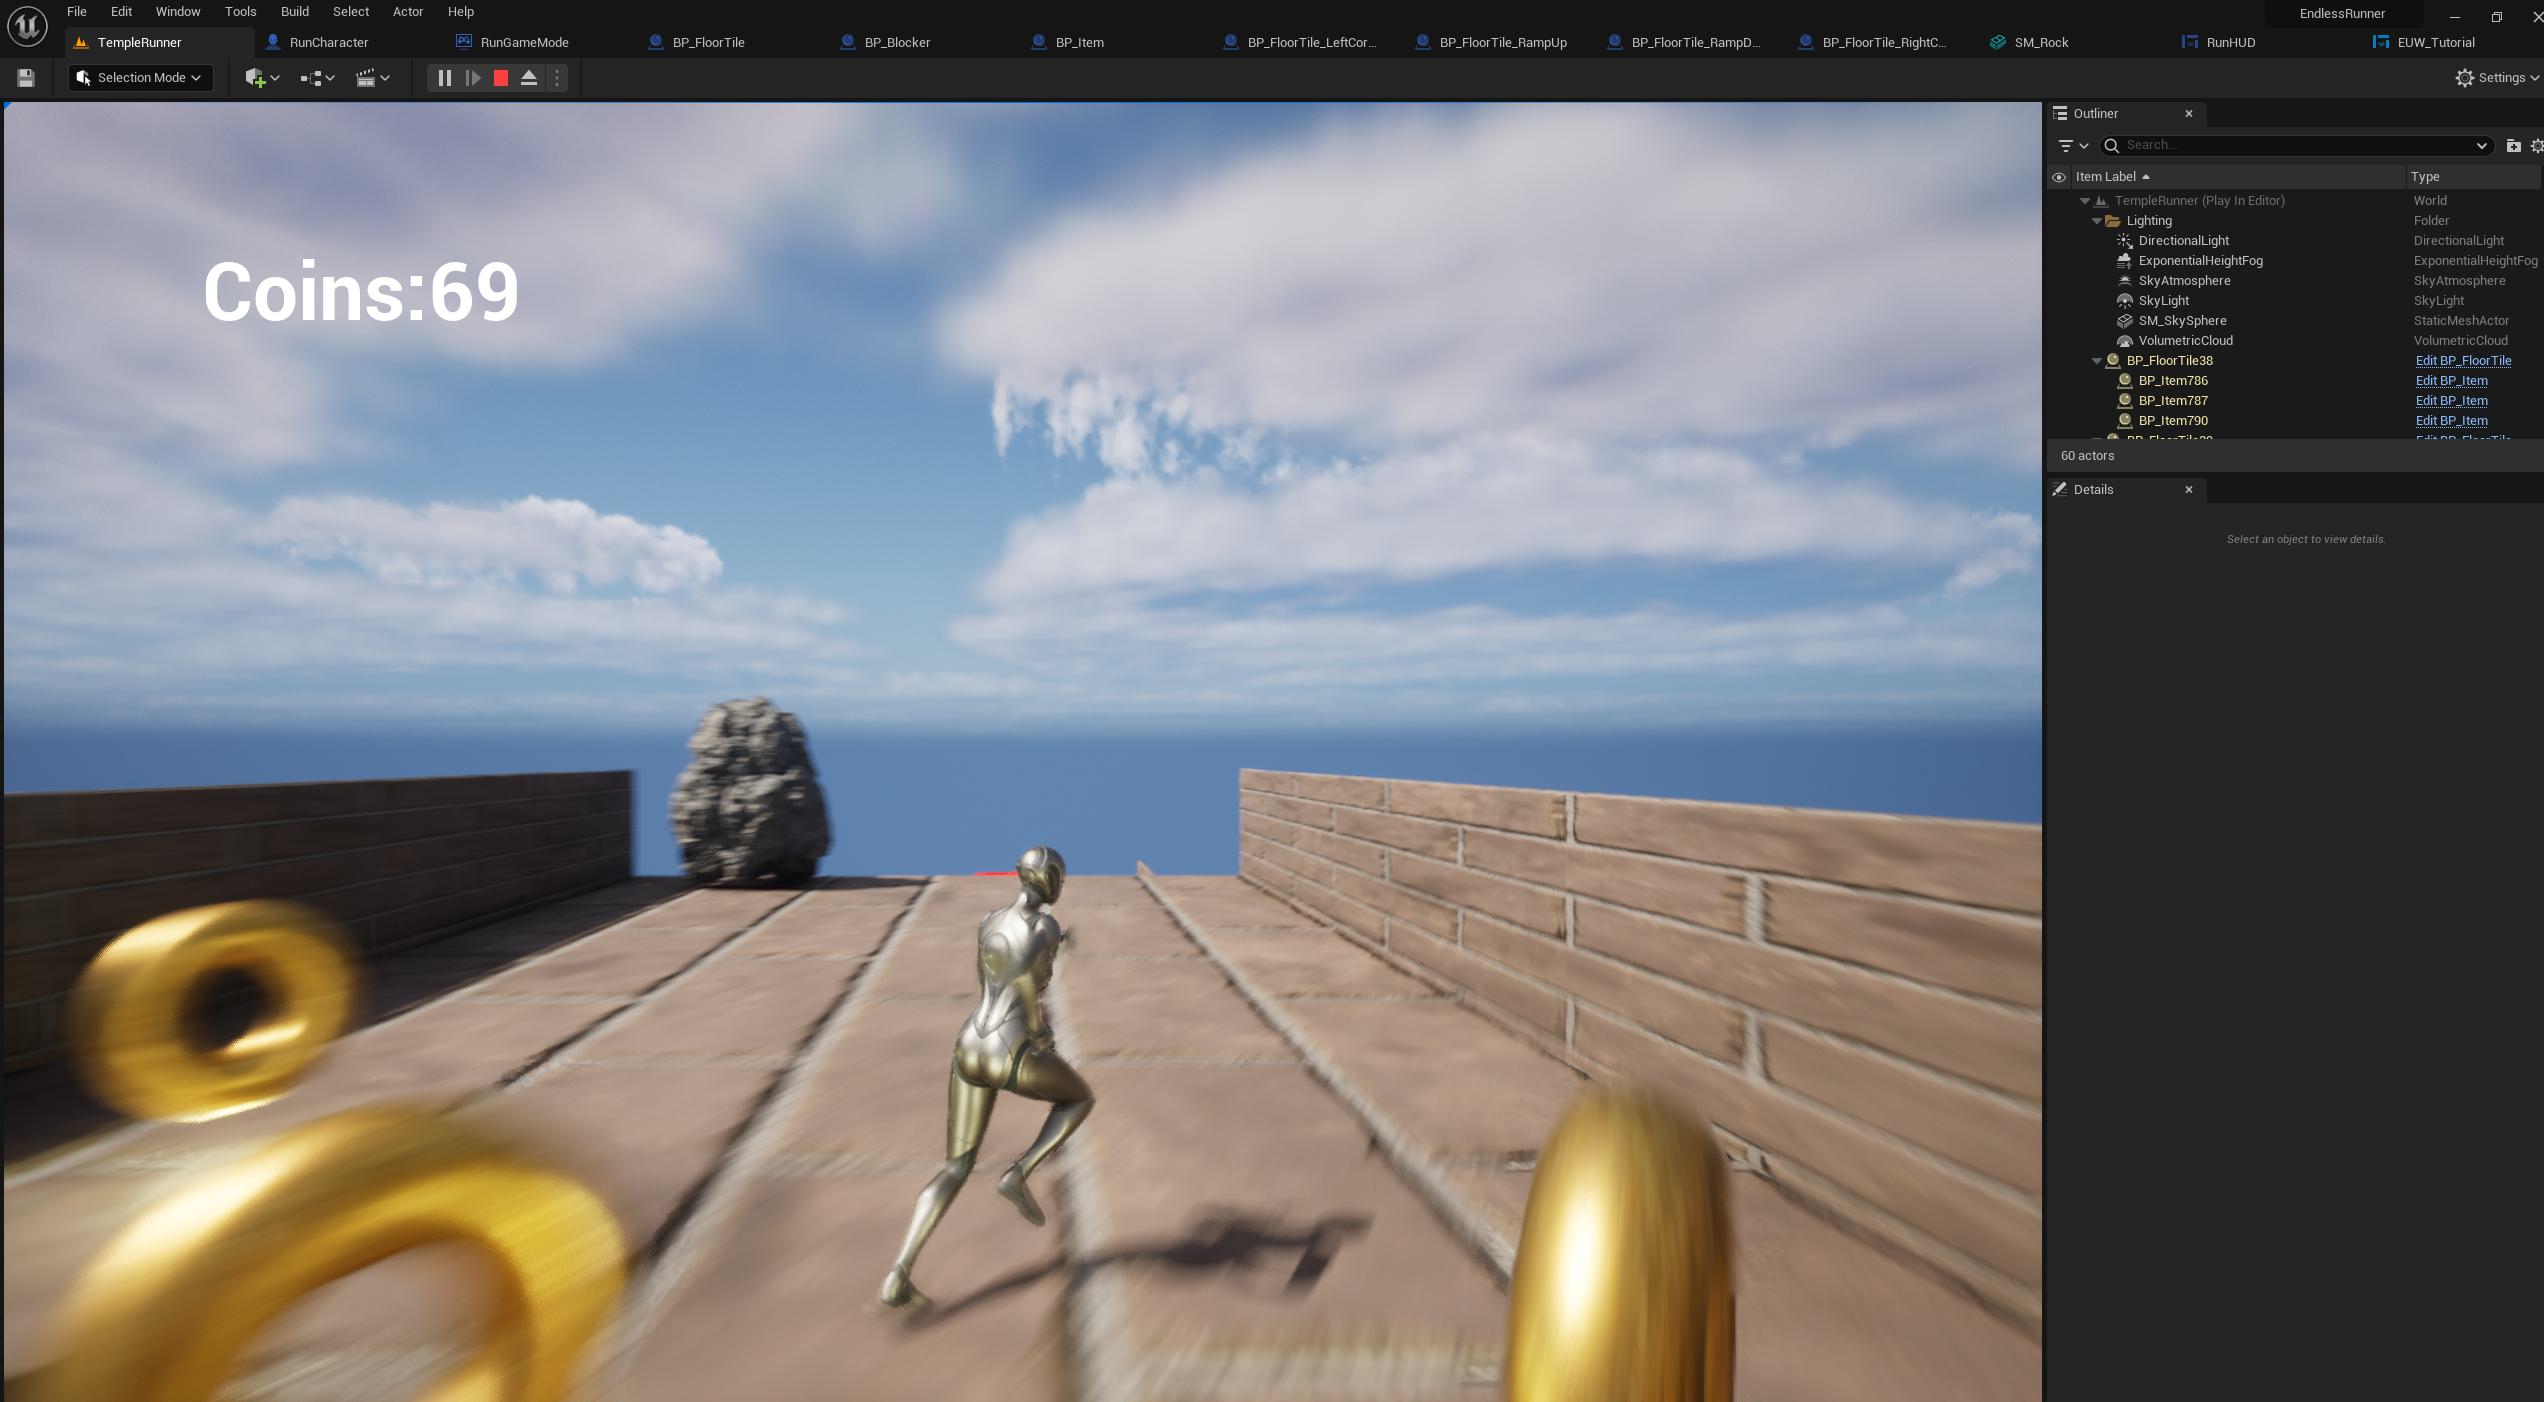 File Edit Window Tools Build Select Actor Help
EndlessRunner
TempleRunner RunCharacter RunGameMode BP_FloorTile BP_Blocker BP_Item BP_FloorTile_LeftCor... BP_FloorTile_RampUp BP_FloorTile_RampD... BP_FloorTile_RightC... SM_Rock RunHUD EUW_Tutorial
Selection Mode
Settings
Coins:69
Outliner
Search...
Item Label Type
TempleRunner (Play In Editor) World
Lighting Folder
DirectionalLight DirectionalLight
ExponentialHeightFog ExponentialHeightFog
SkyAtmosphere SkyAtmosphere
SkyLight SkyLight
SM_SkySphere StaticMeshActor
VolumetricCloud VolumetricCloud
BP_FloorTile38 Edit BP_FloorTile
BP_Item786 Edit BP_Item
BP_Item787 Edit BP_Item
BP_Item790 Edit BP_Item
60 actors
Details
Select an object to view details.